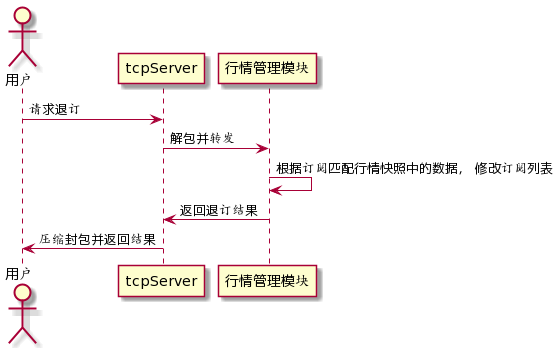 用户
tcpServer
行情管理模块
请求退订
解包并转发
根据订阅匹配行情快照中的数据， 修改订阅列表
返回退订结果
压缩封包并返回结果
用户
tcpServer
行情管理模块